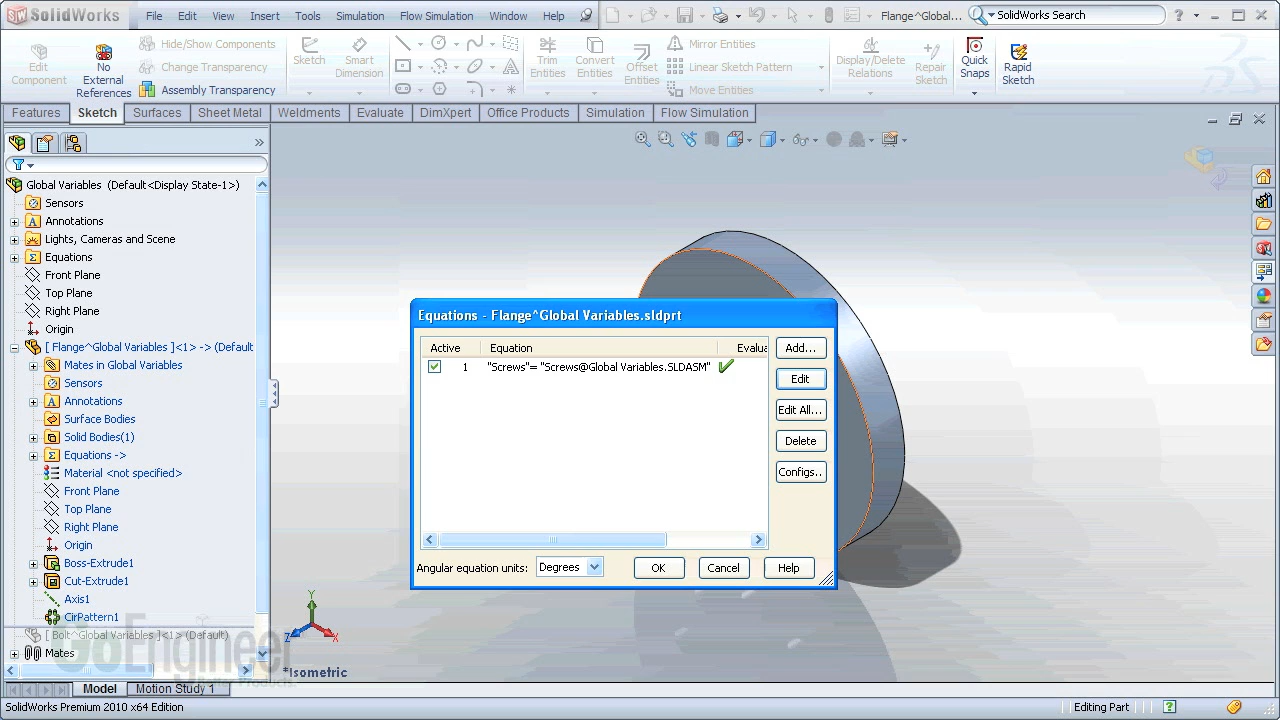 SolidWorks File Edit View Insert Tools Simulation Flow Simulation Window Help Flange^Global... SolidWorks Search
Edit Component
No External References
Hide/Show Components
Change Transparency
Assembly Transparency
Sketch
Smart Dimension
Trim Entities
Convert Entities
Offset Entities
Mirror Entities
Linear Sketch Pattern
Move Entities
Display/Delete Relations
Repair Sketch
Quick Snaps
Rapid Sketch
Features Sketch Surfaces Sheet Metal Weldments Evaluate DimXpert Office Products Simulation Flow Simulation
Global Variables (Default<Display State-1>)
Sensors
Annotations
Lights, Cameras and Scene
Equations
Front Plane
Top Plane
Right Plane
Origin
[ Flange^Global Variables ]<1> -> (Default
Mates in Global Variables
Sensors
Annotations
Surface Bodies
Solid Bodies(1)
Equations ->
Material <not specified>
Front Plane
Top Plane
Right Plane
Origin
Boss-Extrude1
Cut-Extrude1
Axis1
CirPattern1
[ Bolt^Global Variables ]<1> (Default)
Mates
Engineer
Equations - Flange^Global Variables.sldprt
Active Equation Evalua
1 "Screws"= "Screws@Global Variables.SLDASM"
Add...
Edit
Edit All...
Delete
Configs..
Angular equation units: Degrees OK Cancel Help
Y
Z X
*Isometric
Model Motion Study 1
SolidWorks Premium 2010 x64 Edition Editing Part